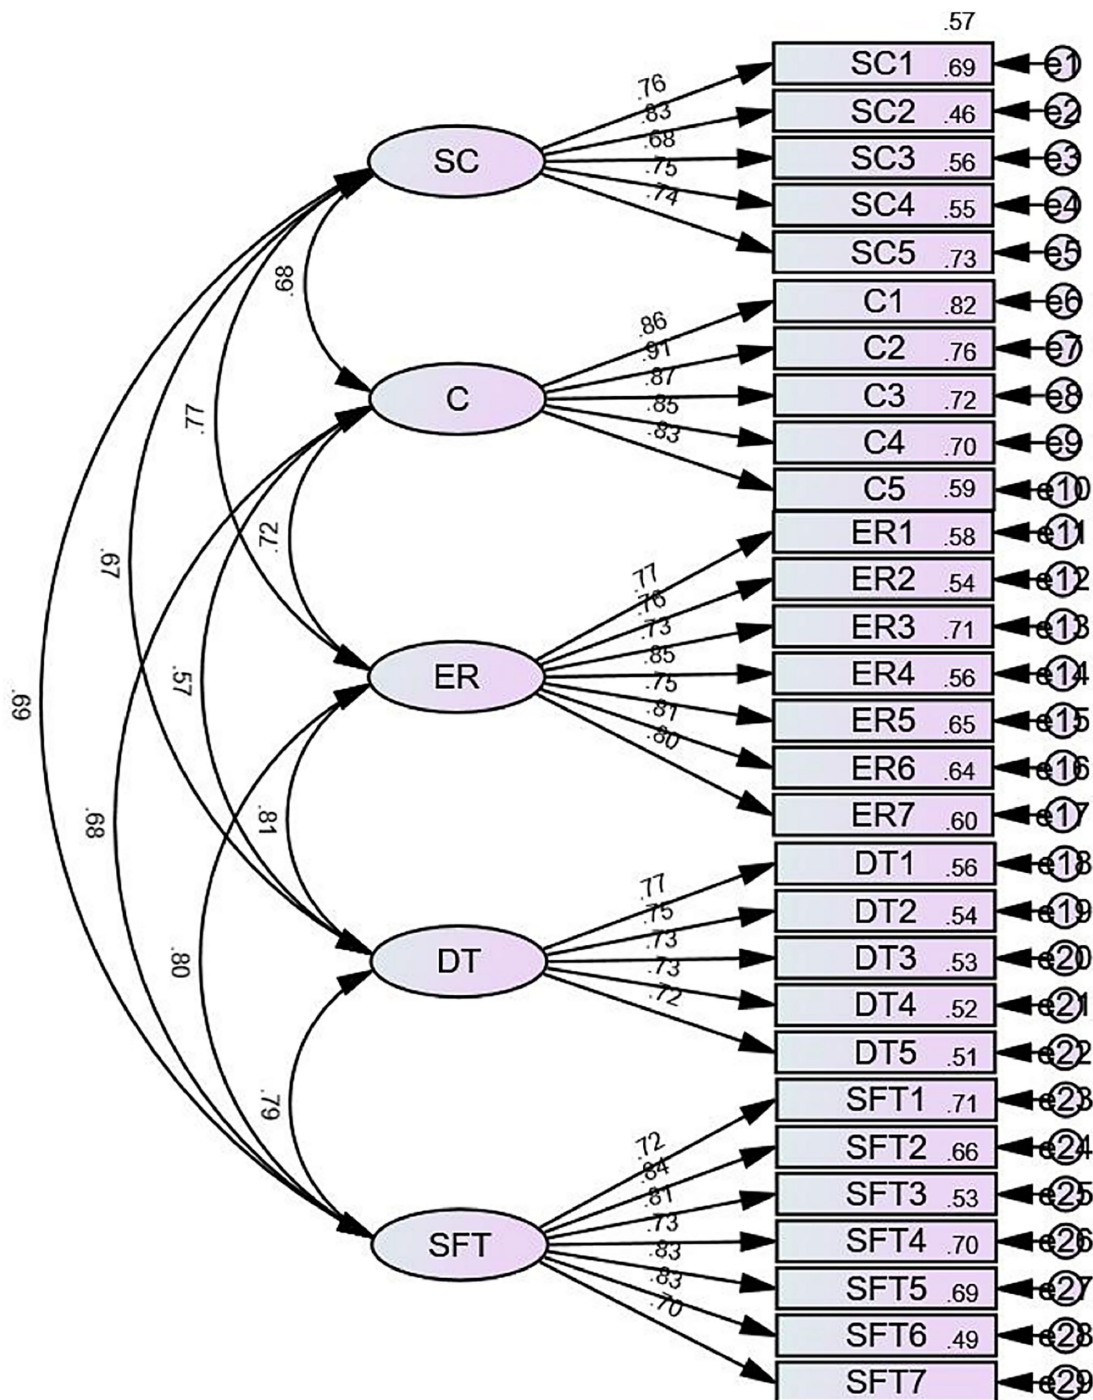 .57
SC1 .69 e1
SC2 .46 e2
SC3 .56 e3
SC4 .55 e4
SC5 .73 e5
.76
.83
.68
.75
.74
SC
C1 .82 e6
C2 .76 e7
C3 .72 e8
C4 .70 e9
C5 .59 e10
.86
.91
.87
.85
.83
C
.77
.72
ER1 .58 e11
ER2 .54 e12
ER3 .71 e13
ER4 .56 e14
ER5 .65 e15
ER6 .64 e16
ER7 .60 e17
.77
.76
.73
.85
.75
.81
.80
ER
.67
.57
.69
.68
.81
DT1 .56 e18
DT2 .54 e19
DT3 .53 e20
DT4 .52 e21
DT5 .51 e22
.77
.75
.73
.73
.72
DT
.80
.79
SFT1 .71 e23
SFT2 .66 e24
SFT3 .53 e25
SFT4 .70 e26
SFT5 .69 e27
SFT6 .49 e28
SFT7 e29
.72
.84
.81
.73
.83
.83
.70
SFT